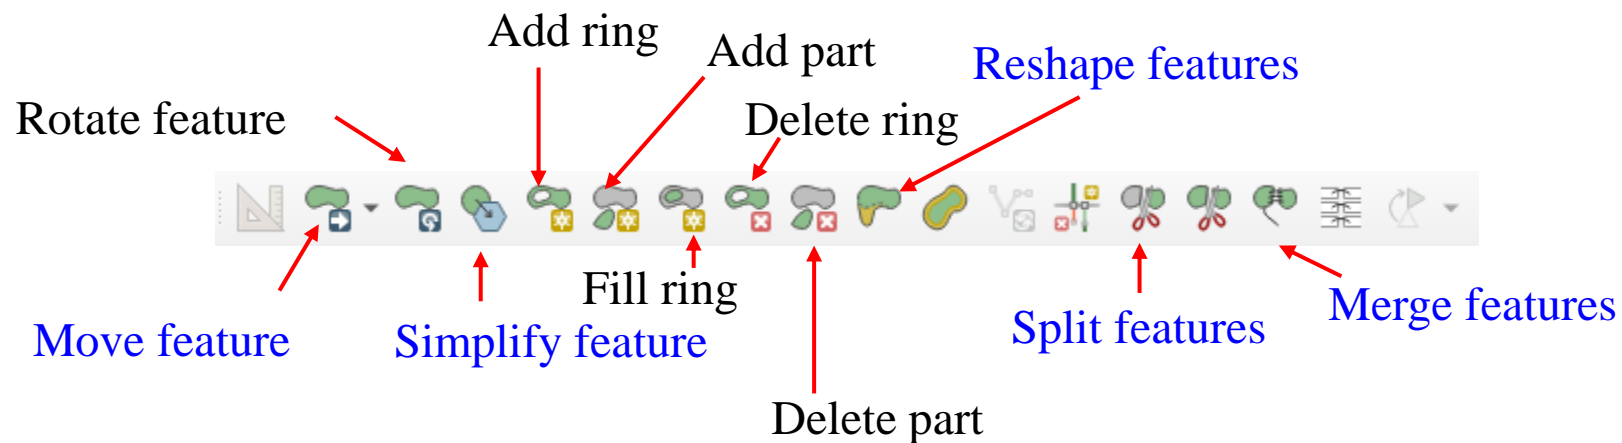 Add ring
Add part
Reshape features
Rotate feature
Delete ring
Fill ring
Move feature
Simplify feature
Split features
Merge features
Delete part